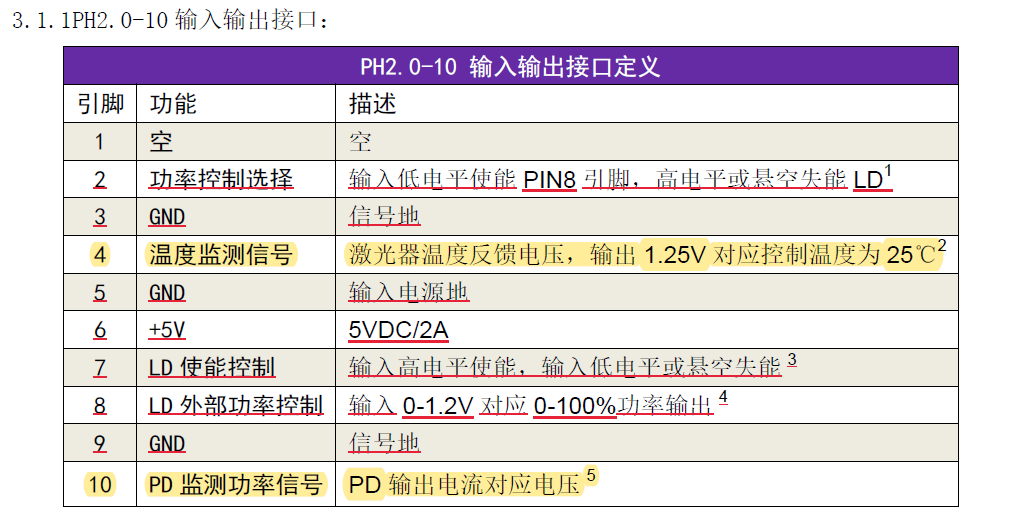 3.1.1PH2.0-10 输入输出接口:
PH2.0-10 输入输出接口定义
引脚 功能 描述
1 空 空
2 功率控制选择 输入低电平使能 PIN8 引脚，高电平或悬空失能 LD1
3 GND 信号地
4 温度监测信号 激光器温度反馈电压，输出 1.25V 对应控制温度为 25℃2
5 GND 输入电源地
6 +5V 5VDC/2A
7 LD 使能控制 输入高电平使能，输入低电平或悬空失能 3
8 LD 外部功率控制 输入 0-1.2V 对应 0-100%功率输出 4
9 GND 信号地
10 PD 监测功率信号 PD 输出电流对应电压 5